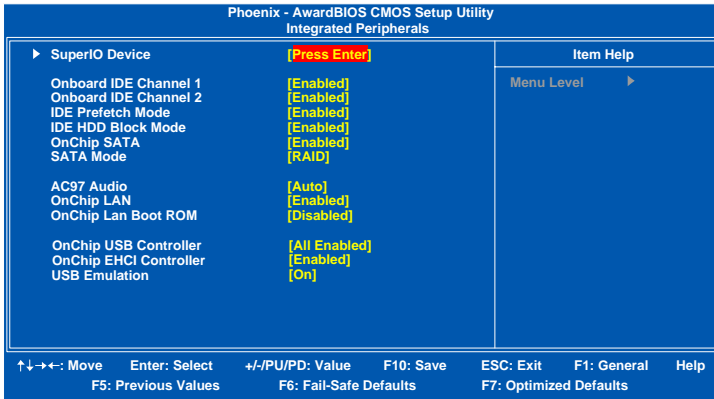 Phoenix - AwardBIOS CMOS Setup Utility
Integrated Peripherals
SuperIO Device [Press Enter] Item Help
Menu Level
Onboard IDE Channel 1 [Enabled]
Onboard IDE Channel 2 [Enabled]
IDE Prefetch Mode [Enabled]
IDE HDD Block Mode [Enabled]
OnChip SATA [Enabled]
SATA Mode [RAID]
AC97 Audio [Auto]
OnChip LAN [Enabled]
OnChip Lan Boot ROM [Disabled]
OnChip USB Controller [All Enabled]
OnChip EHCI Controller [Enabled]
USB Emulation [On]
↑↓→←: Move Enter: Select +/-/PU/PD: Value F10: Save ESC: Exit F1: General Help
F5: Previous Values F6: Fail-Safe Defaults F7: Optimized Defaults